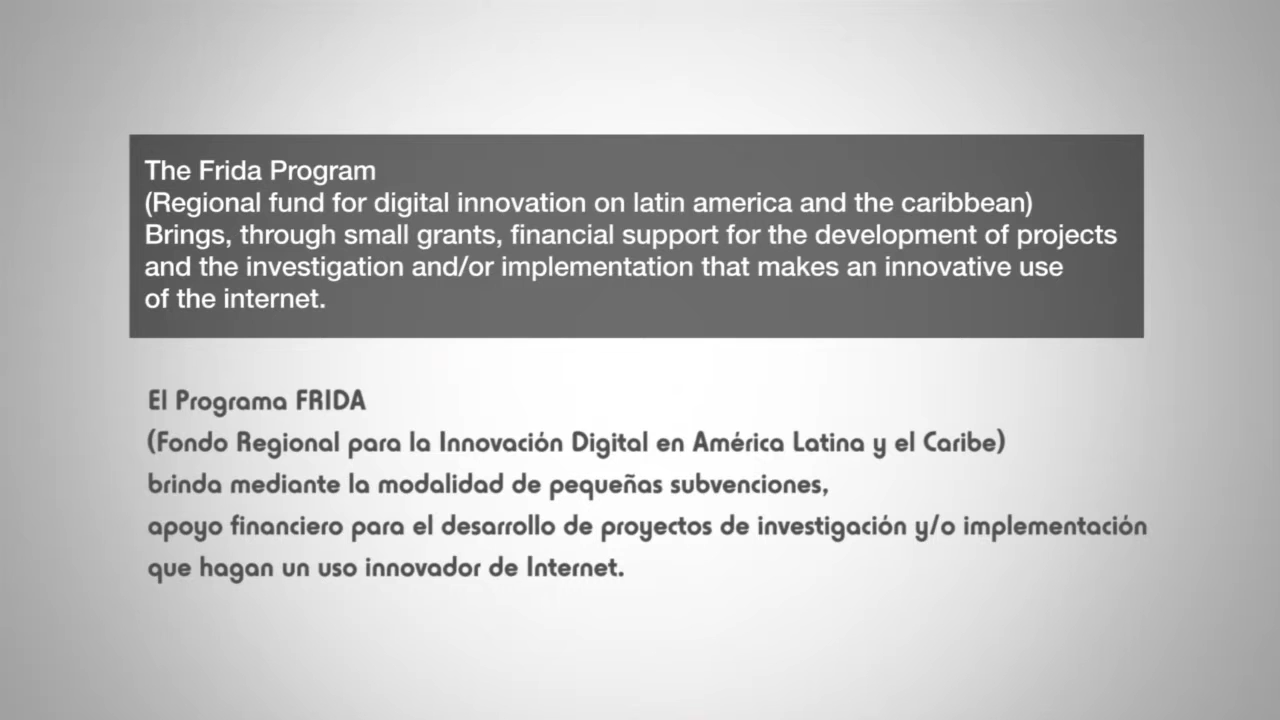 The Frida Program
(Regional fund for digital innovation on latin america and the caribbean)
Brings, through small grants, financial support for the development of projects
and the investigation and/or implementation that makes an innovative use
of the internet.
El Programa FRIDA
(Fondo Regional para la Innovación Digital en América Latina y el Caribe)
brinda mediante la modalidad de pequeñas subvenciones,
apoyo financiero para el desarrollo de proyectos de investigación y/o implementación
que hagan un uso innovador de Internet.